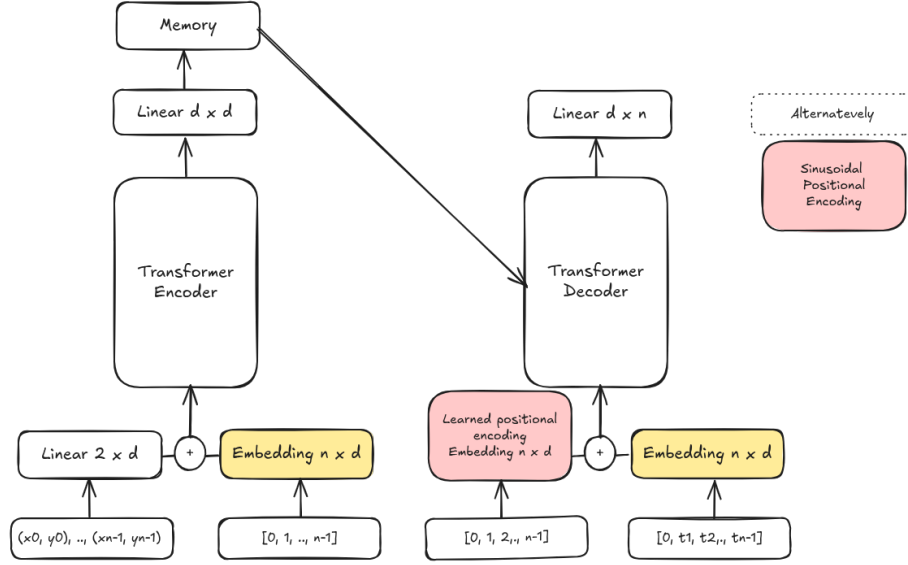 Memory
Linear d x d
Linear d x n
Alternatevely
Sinusoidal
Positional
Encoding
Transformer
Encoder
Transformer
Decoder
Linear 2 x d
+
Embedding n x d
Learned positional
encoding
Embedding n x d
+
Embedding n x d
(x0, y0), .., (xn-1, yn-1)
[0, 1, .., n-1]
[0, 1, 2,., n-1]
[0, t1, t2,., tn-1]